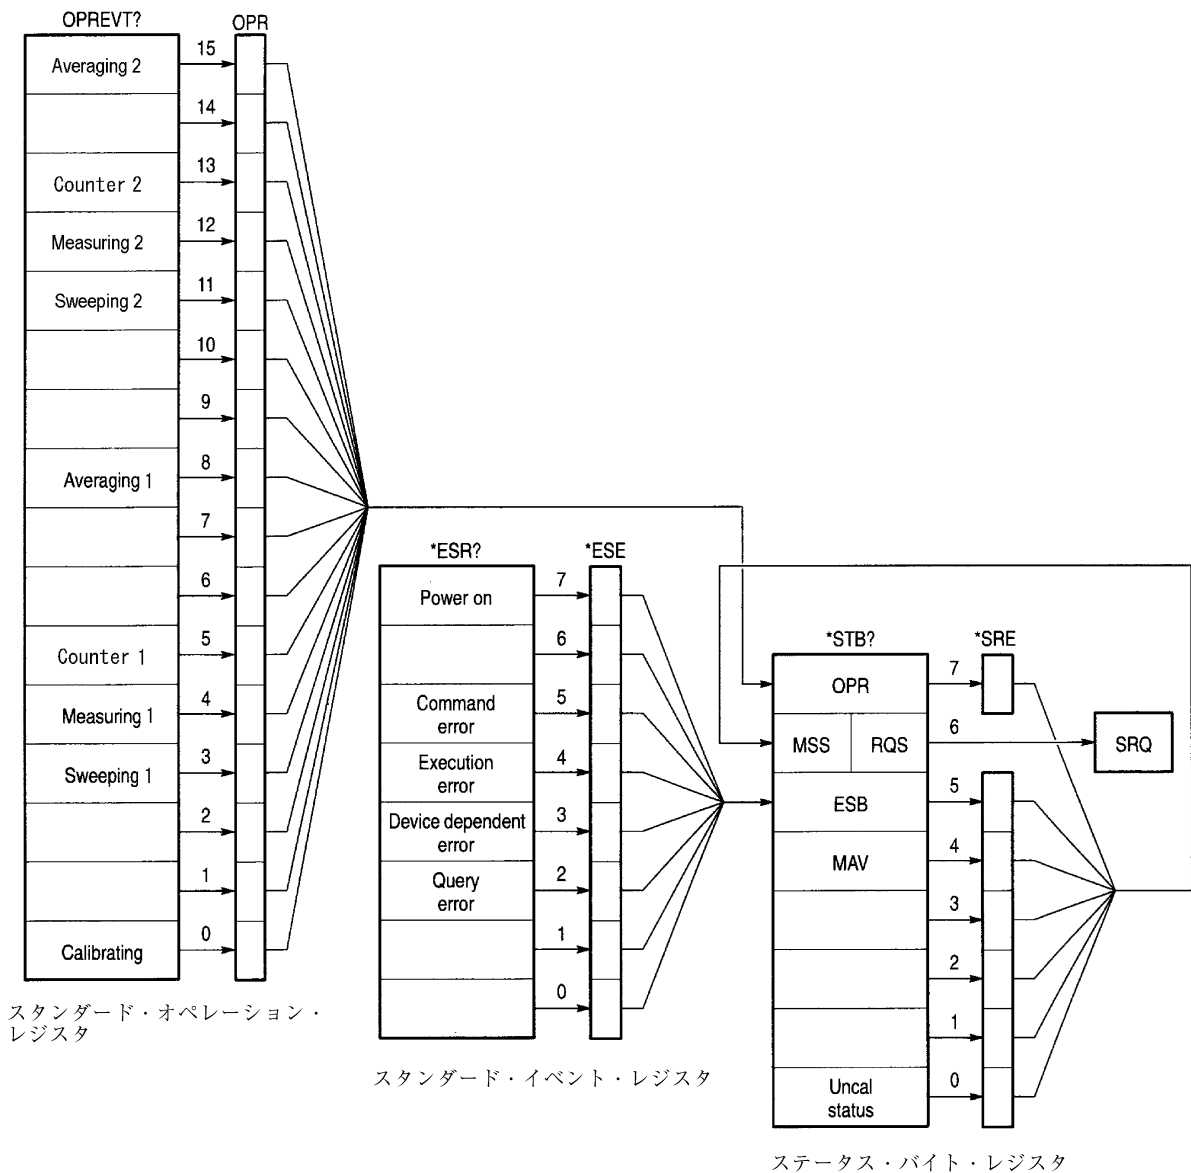 OPREVT?
OPR
Averaging 2
15
14
Counter 2
13
Measuring 2
12
Sweeping 2
11
10
9
Averaging 1
8
7
6
Counter 1
5
Measuring 1
4
Sweeping 1
3
2
1
Calibrating
0
スタンダード・オペレーション・
レジスタ
*ESR?
*ESE
Power on
7
6
Command
error
5
Execution
error
4
Device dependent
error
3
Query
error
2
1
0
スタンダード・イベント・レジスタ
*STB?
*SRE
OPR
7
MSS
RQS
6
SRQ
ESB
5
MAV
4
3
2
1
Uncal
status
0
ステータス・バイト・レジスタ